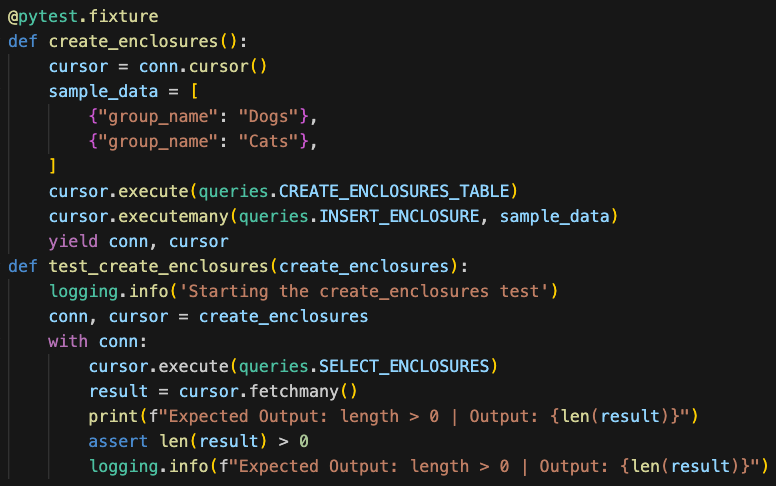 @pytest.fixture
def create_enclosures():
    cursor = conn.cursor()
    sample_data = [
        {"group_name": "Dogs"},
        {"group_name": "Cats"},
    ]
    cursor.execute(queries.CREATE_ENCLOSURES_TABLE)
    cursor.executemany(queries.INSERT_ENCLOSURE, sample_data)
    yield conn, cursor
def test_create_enclosures(create_enclosures):
    logging.info('Starting the create_enclosures test')
    conn, cursor = create_enclosures
    with conn:
        cursor.execute(queries.SELECT_ENCLOSURES)
        result = cursor.fetchmany()
        print(f"Expected Output: length > 0 | Output: {len(result)}")
        assert len(result) > 0
        logging.info(f"Expected Output: length > 0 | Output: {len(result)}")